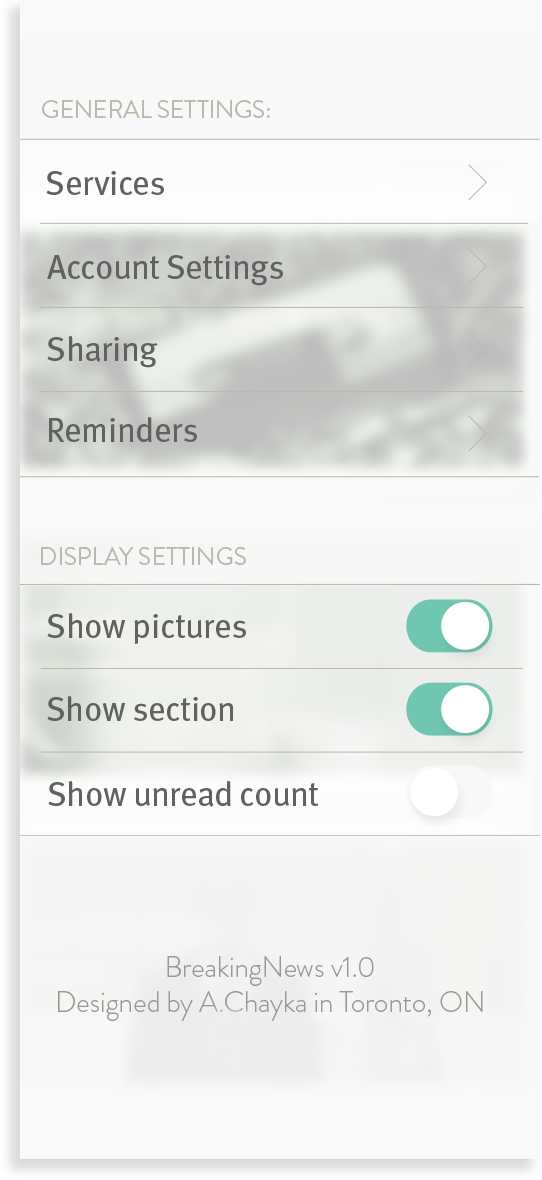 GENERAL SETTINGS:
Services
Account Settings
Sharing
Reminders
DISPLAY SETTINGS
Show pictures
Show section
Show unread count
BreakingNews v1.0
Designed by A.Chayka in Toronto, ON